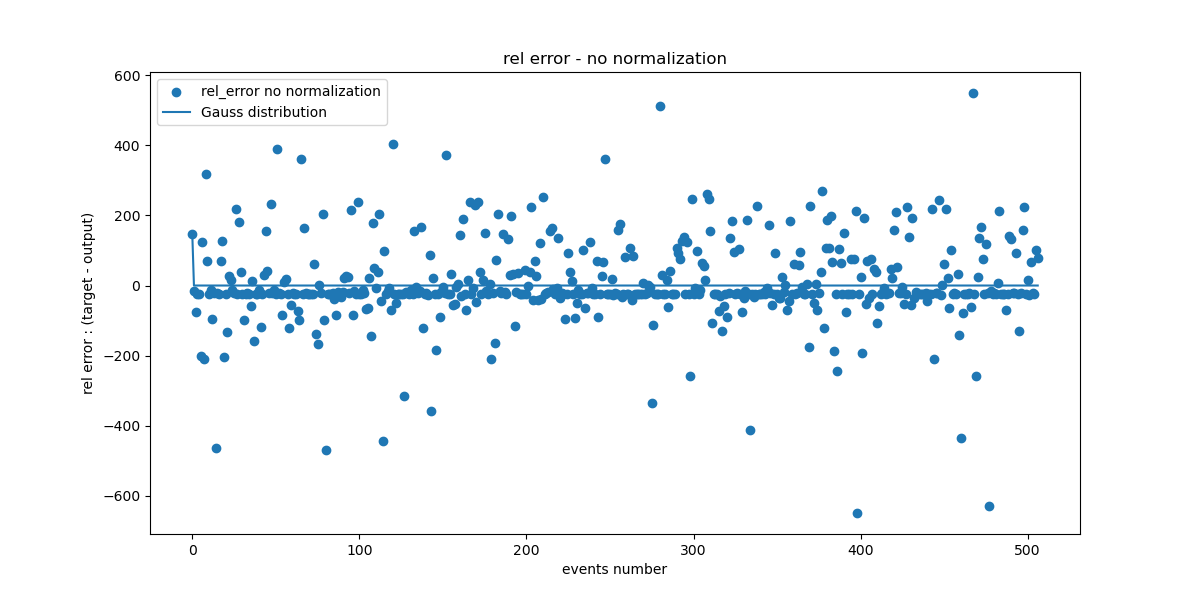 rel error - no normalization
rel_error no normalization
Gauss distribution
rel error : (target - output)
600
400
200
0
−200
−400
−600
0 100 200 300 400 500
events number